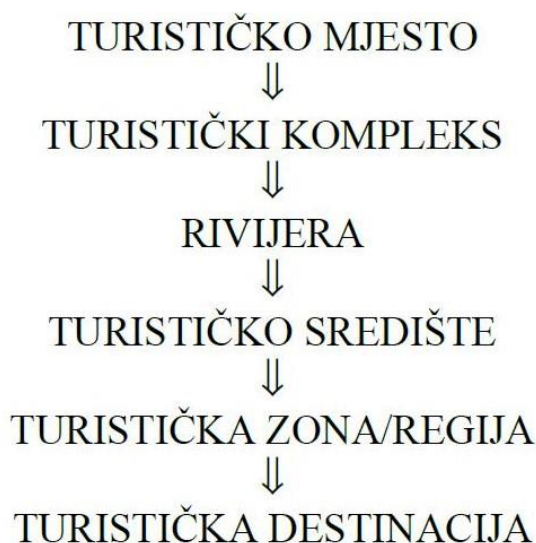 TURISTIČKO MJESTO
⇓
TURISTIČKI KOMPLEKS
⇓
RIVIJERA
⇓
TURISTIČKO SREDIŠTE
⇓
TURISTIČKA ZONA/REGIJA
⇓
TURISTIČKA DESTINACIJA